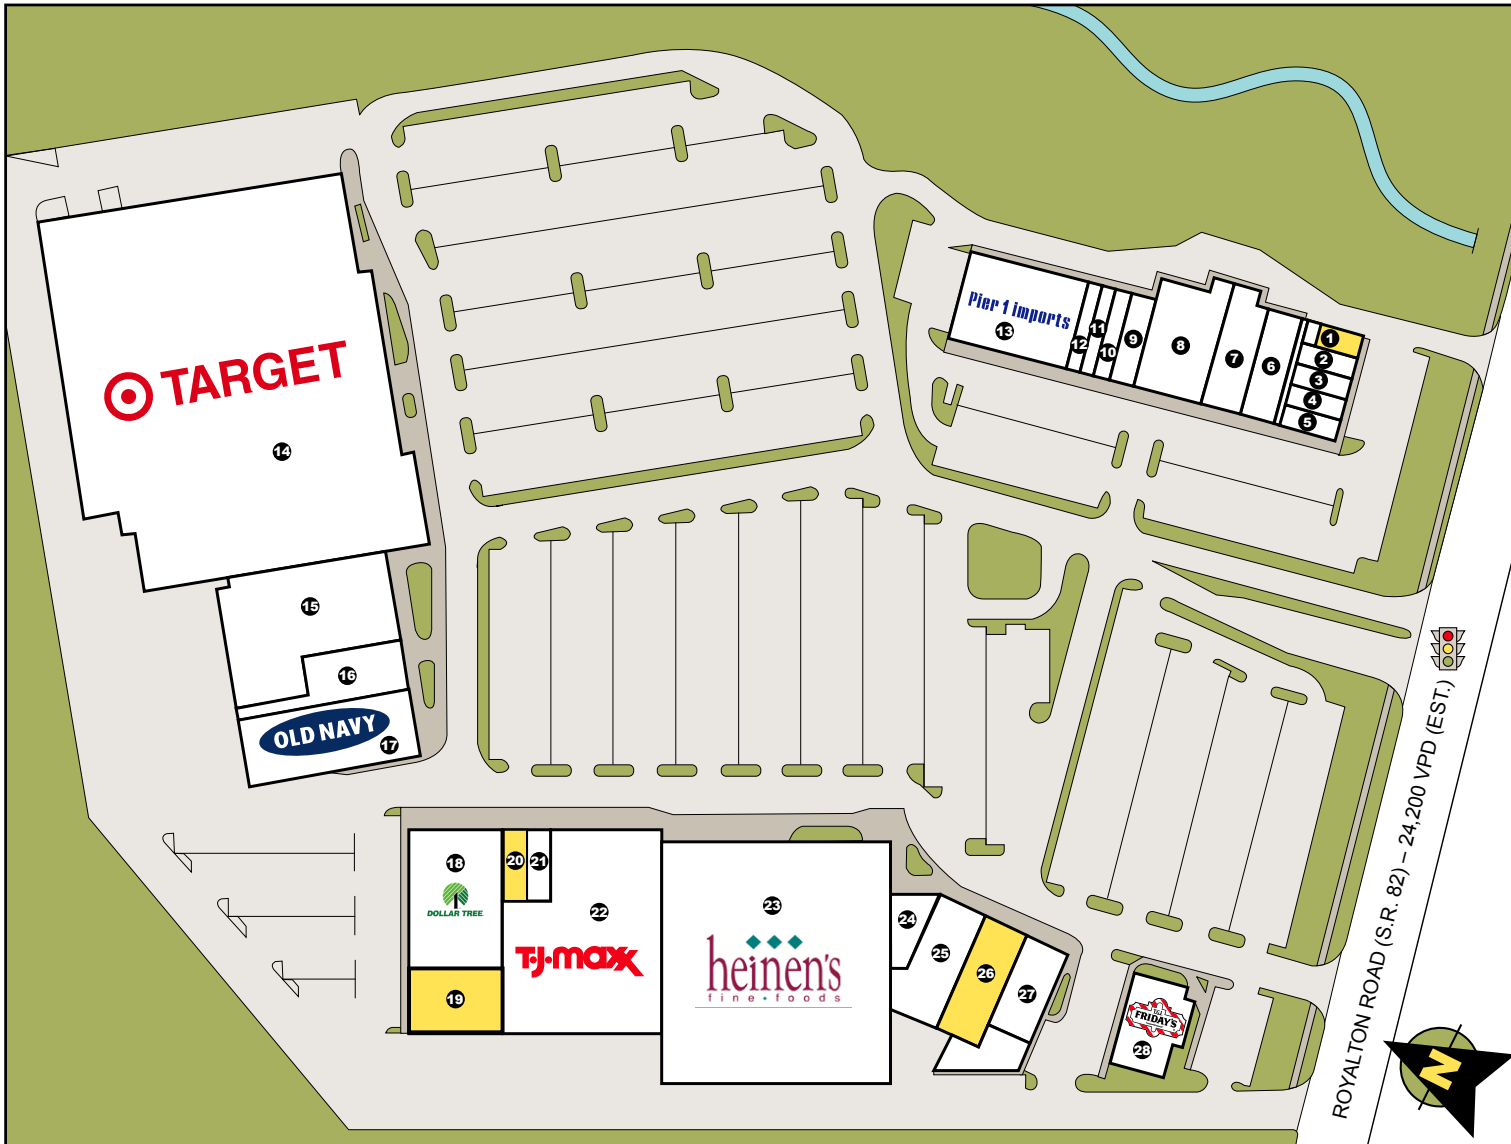 Pier 1 imports
13
12
11
10
9
8
7
6
1
2
3
4
5
TARGET
14
15
16
OLD NAVY
17
18
DOLLAR TREE
19
20
21
22
T·J·maxx
23
heinen's
fine • foods
24
25
26
27
T.G.I.
FRIDAY'S
28
ROYALTON ROAD (S.R. 82) – 24,200 VPD (EST.)
N